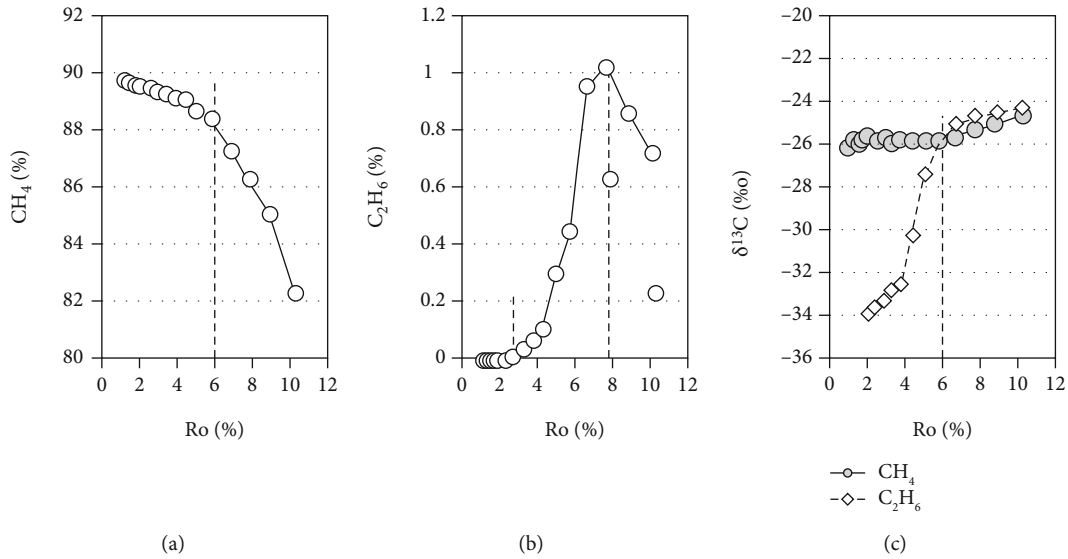 92
90
88
86
84
82
80
CH₄ (%)
0 2 4 6 8 10 12
Ro (%)
(a)
1.2
1
0.8
0.6
0.4
0.2
0
C₂H₆ (%)
0 2 4 6 8 10 12
Ro (%)
(b)
−20
−24
−26
−30
−32
−34
−36
δ¹³C (%o)
0 2 4 6 8 10 12
Ro (%)
CH₄
C₂H₆
(c)